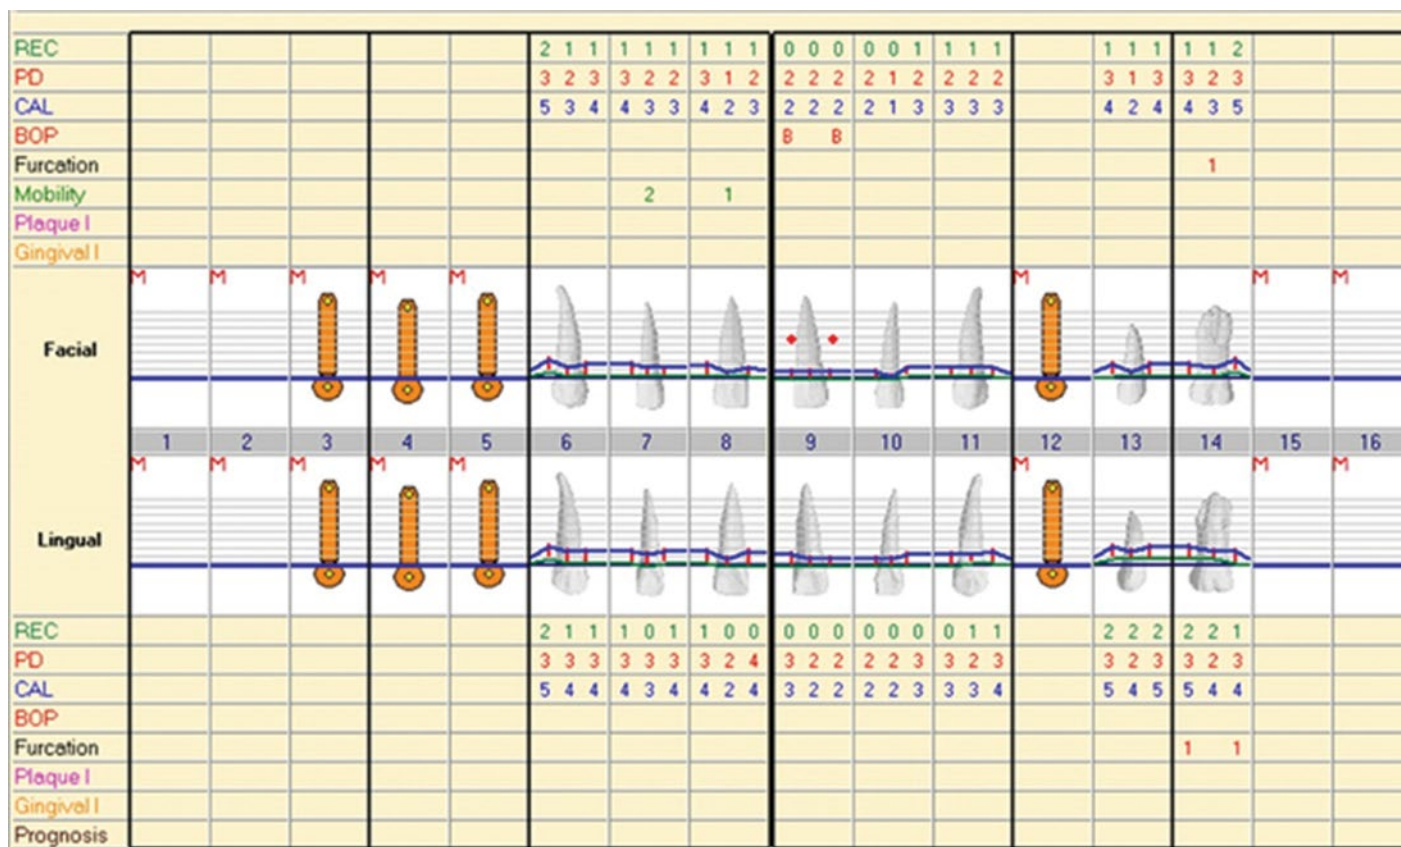 REC 2 1 1 1 1 1 1 1 1 0 0 0 0 0 1 1 1 1 1 1 1 1 1 2
PD 3 2 3 3 2 2 3 1 2 2 2 2 2 1 2 2 2 2 3 1 3 3 2 3
CAL 5 3 4 4 3 3 4 2 3 2 2 2 2 1 3 3 3 3 4 2 4 4 3 5
BOP B B
Furcation 1
Mobility 2 1
Plaque I
Gingival I
M M M M M M M M
Facial
1 2 3 4 5 6 7 8 9 10 11 12 13 14 15 16
M M M M M M M M
Lingual
REC 2 1 1 1 0 1 1 0 0 0 0 0 0 0 0 0 1 1 2 2 2 2 2 1
PD 3 3 3 3 3 3 3 2 4 3 2 2 2 2 3 3 2 3 3 2 3 3 2 3
CAL 5 4 4 4 3 4 4 2 4 3 2 2 2 2 3 3 3 4 5 4 5 5 4 4
BOP
Furcation 1 1
Plaque I
Gingival I
Prognosis